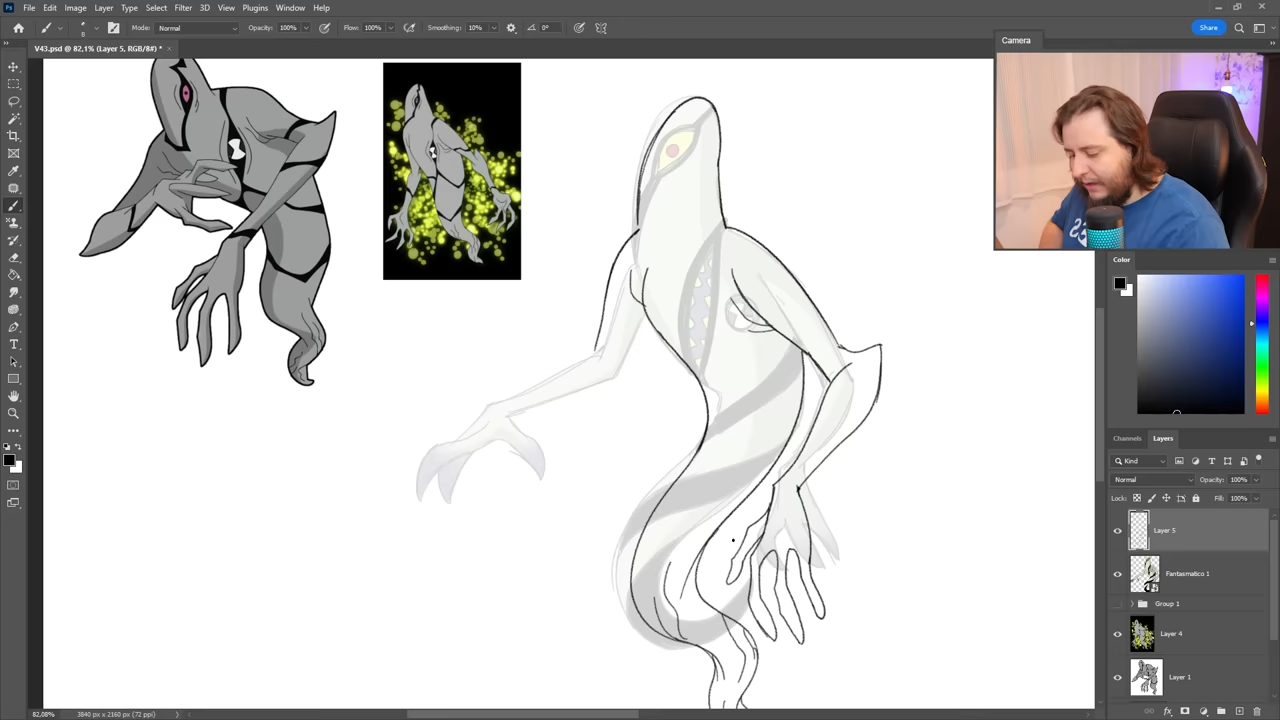 File Edit Image Layer Type Select Filter 3D View Plugins Window Help
Mode: Normal Opacity: 100% Flow: 100% Smoothing: 10% 0° Share
V43.psd @ 82,1% (Layer 5, RGB/8#) *
Camera
Color
Channels Layers
Kind
Normal Opacity: 100%
Lock: Fill: 100%
Layer 5
Fantasmatico 1
Group 1
Layer 4
Layer 1
82,08% 3840 px x 2160 px (72 ppi)